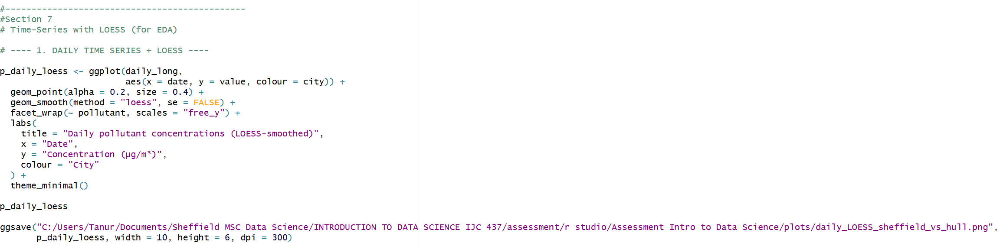 #----------------------------------------------
#Section 7
# Time-Series with LOESS (for EDA)
# ---- 1. DAILY TIME SERIES + LOESS ----
p_daily_loess <- ggplot(daily_long,
                        aes(x = date, y = value, colour = city)) +
  geom_point(alpha = 0.2, size = 0.4) +
  geom_smooth(method = "loess", se = FALSE) +
  facet_wrap(~ pollutant, scales = "free_y") +
  labs(
    title = "Daily pollutant concentrations (LOESS-smoothed)",
    x = "Date",
    y = "Concentration (µg/m³)",
    colour = "City"
  ) +
  theme_minimal()
p_daily_loess
ggsave("C:/Users/Tanur/Documents/Sheffield MSC Data Science/INTRODUCTION TO DATA SCIENCE IJC 437/assessment/r studio/Assessment Intro to Data Science/plots/daily_LOESS_sheffield_vs_hull.png",
       p_daily_loess, width = 10, height = 6, dpi = 300)